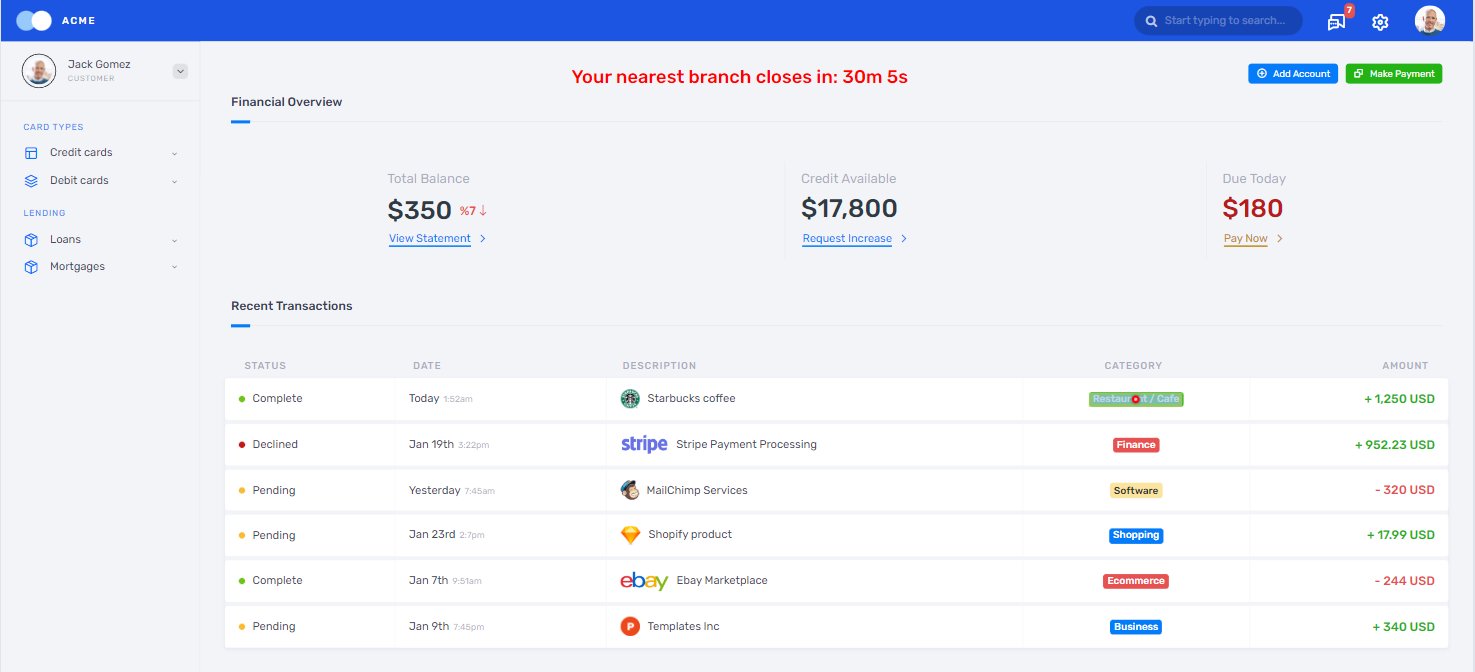 ACME
Start typing to search...
7
Jack Gomez
CUSTOMER
Your nearest branch closes in: 30m 5s
Add Account
Make Payment
Financial Overview
CARD TYPES
Credit cards
Debit cards
LENDING
Loans
Mortgages
Total Balance
$350 %7
View Statement
Credit Available
$17,800
Request Increase
Due Today
$180
Pay Now
Recent Transactions
STATUS DATE DESCRIPTION CATEGORY AMOUNT
Complete Today 1:52am Starbucks coffee / Cafe + 1,250 USD
Declined Jan 19th 3:22pm stripe Stripe Payment Processing Finance + 952.23 USD
Pending Yesterday 7:45am MailChimp Services Software - 320 USD
Pending Jan 23rd 2:7pm Shopify product Shopping + 17.99 USD
Complete Jan 7th 9:51am ebay Ebay Marketplace Ecommerce - 244 USD
Pending Jan 9th 7:45pm P Templates Inc Business + 340 USD